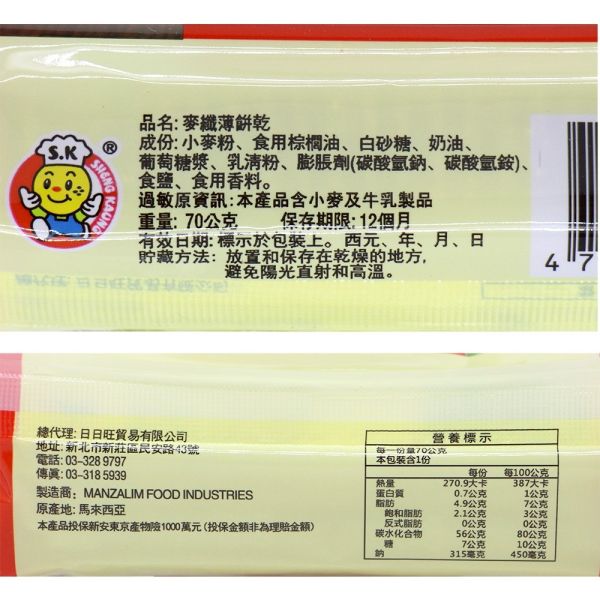 S.K
SHENG KAUNG
®
品名: 麥纖薄餅乾
成份: 小麥粉、食用棕櫚油、白砂糖、奶油、
葡萄糖漿、乳清粉、膨脹劑(碳酸氫鈉、碳酸氫銨)、
食鹽、食用香料。
過敏原資訊:本產品含小麥及牛乳製品
重量: 70公克 保存期限: 12個月
有效日期: 標示於包裝上。西元、年、月、日
貯藏方法: 放置和保存在乾燥的地方,
避免陽光直射和高溫。
4 7
總代理: 日日旺貿易有限公司
地址: 新北市新莊區民安路43號
電話: 03-328 9797
傳真: 03-318 5939
製造商: MANZALIM FOOD INDUSTRIES
原產地: 馬來西亞
本產品投保新安東京產物險1000萬元 (投保金額非為理賠金額)
營養標示
每一份量70公克
本包裝含1份
每份 每100公克
熱量 270.9大卡 387大卡
蛋白質 0.7公克 1公克
脂肪 4.9公克 7公克
飽和脂肪 2.1公克 3公克
反式脂肪 0公克 0公克
碳水化合物 56公克 80公克
糖 7公克 10公克
鈉 315毫克 450毫克